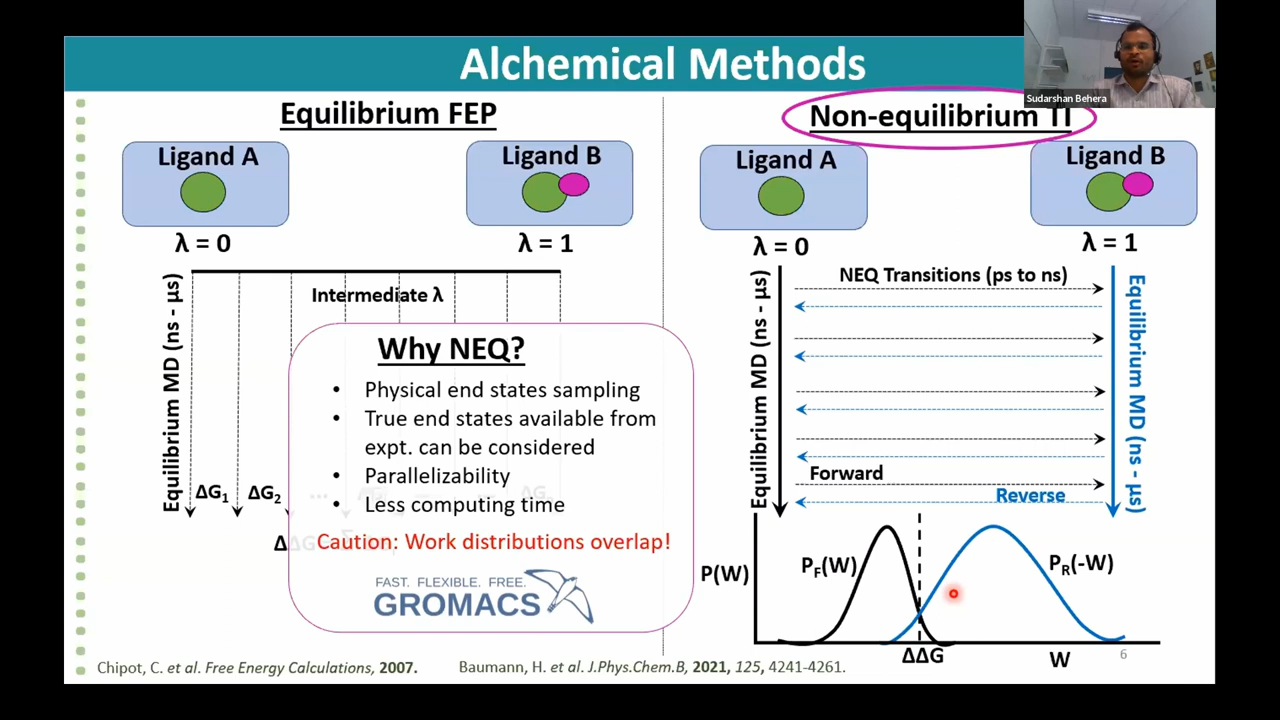 Alchemical Methods
Sudarshan Behera
Equilibrium FEP
Ligand A
Ligand B
λ = 0
λ = 1
Intermediate λ
Equilibrium MD (ns - μs)
ΔG1
ΔG2
Why NEQ?
• Physical end states sampling
• True end states available from
expt. can be considered
• Parallelizability
• Less computing time
Caution: Work distributions overlap!
FAST. FLEXIBLE. FREE.
GROMACS
Non-equilibrium TI
Ligand A
Ligand B
λ = 0
λ = 1
NEQ Transitions (ps to ns)
Equilibrium MD (ns - μs)
Equilibrium MD (ns - μs)
Forward
Reverse
P(W)
PF(W)
PR(-W)
ΔΔG
W
6
Chipot, C. et al. Free Energy Calculations, 2007.
Baumann, H. et al. J.Phys.Chem.B, 2021, 125, 4241-4261.